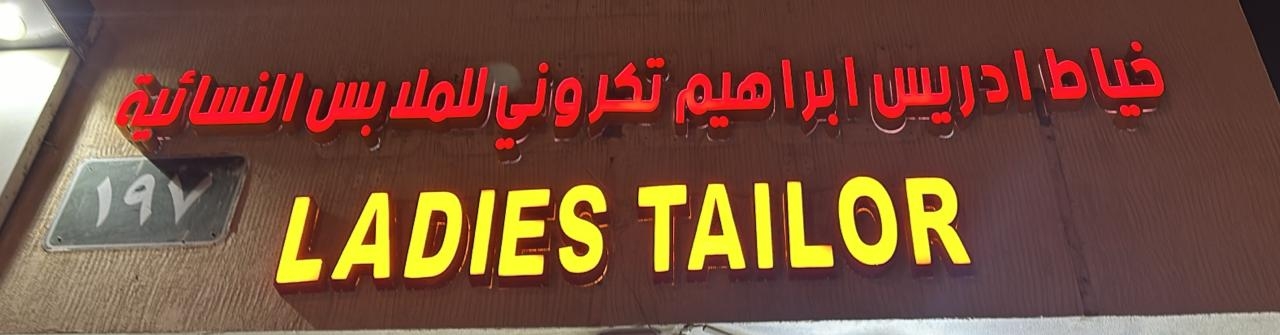 خياط ادريس ابراهيم تكروني للملابس النسائية
١٩٧
LADIES TAILOR